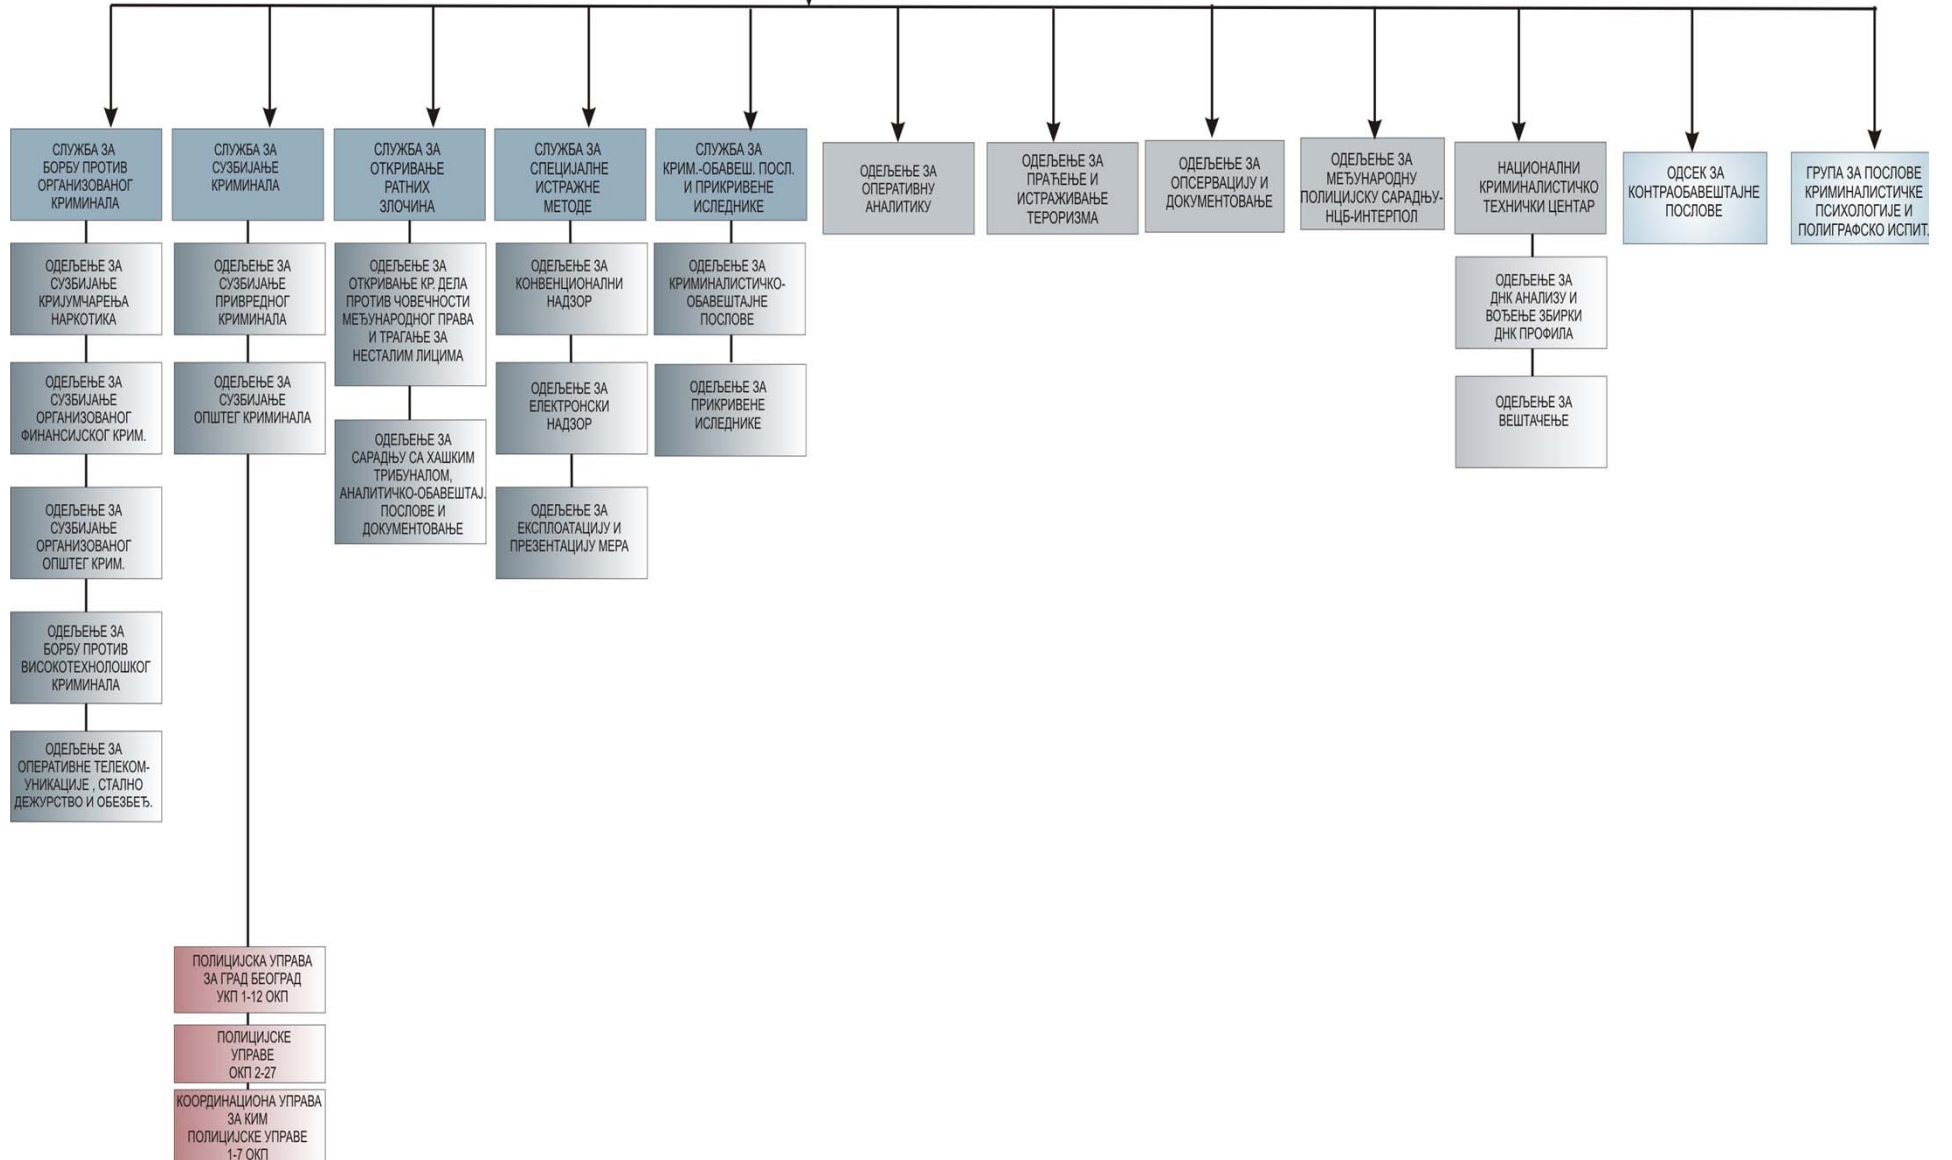 СЛУЖБА ЗА
БОРБУ ПРОТИВ
ОРГАНИЗОВАНОГ
КРИМИНАЛА
СЛУЖБА ЗА
СУЗБИЈАЊЕ
КРИМИНАЛА
СЛУЖБА ЗА
ОТКРИВАЊЕ
РАТНИХ
ЗЛОЧИНА
СЛУЖБА ЗА
СПЕЦИЈАЛНЕ
ИСТРАЖНЕ
МЕТОДЕ
СЛУЖБА ЗА
КРИМ.-ОБАВЕШ. ПОСЛ.
И ПРИКРИВЕНЕ
ИСЛЕДНИКЕ
ОДЕЉЕЊЕ ЗА
ОПЕРАТИВНУ
АНАЛИТИКУ
ОДЕЉЕЊЕ ЗА
ПРАЋЕЊЕ И
ИСТРАЖИВАЊЕ
ТЕРОРИЗМА
ОДЕЉЕЊЕ ЗА
ОПСЕРВАЦИЈУ И
ДОКУМЕНТОВАЊЕ
ОДЕЉЕЊЕ ЗА
МЕЂУНАРОДНУ
ПОЛИЦИЈСКУ САРАДЊУ-
НЦБ-ИНТЕРПОЛ
НАЦИОНАЛНИ
КРИМИНАЛИСТИЧКО
ТЕХНИЧКИ ЦЕНТАР
ОДСЕК ЗА
КОНТРАОБАВЕШТАЈНЕ
ПОСЛОВЕ
ГРУПА ЗА ПОСЛОВЕ
КРИМИНАЛИСТИЧКЕ
ПСИХОЛОГИЈЕ И
ПОЛИГРАФСКО ИСПИТ.
ОДЕЉЕЊЕ ЗА
СУЗБИЈАЊЕ
КРИЈУМЧАРЕЊА
НАРКОТИКА
ОДЕЉЕЊЕ ЗА
СУЗБИЈАЊЕ
ОРГАНИЗОВАНОГ
ФИНАНСИЈСКОГ КРИМ.
ОДЕЉЕЊЕ ЗА
СУЗБИЈАЊЕ
ОРГАНИЗОВАНОГ
ОПШТЕГ КРИМ.
ОДЕЉЕЊЕ ЗА
БОРБУ ПРОТИВ
ВИСОКОТЕХНОЛОШКОГ
КРИМИНАЛА
ОДЕЉЕЊЕ ЗА
ОПЕРАТИВНЕ ТЕЛЕКОМ-
УНИКАЦИЈЕ , СТАЛНО
ДЕЖУРСТВО И ОБЕЗБЕЂ.
ОДЕЉЕЊЕ ЗА
СУЗБИЈАЊЕ
ПРИВРЕДНОГ
КРИМИНАЛА
ОДЕЉЕЊЕ ЗА
СУЗБИЈАЊЕ
ОПШТЕГ КРИМИНАЛА
ПОЛИЦИЈСКА УПРАВА
ЗА ГРАД БЕОГРАД
УКП 1-12 ОКП
ПОЛИЦИЈСКЕ
УПРАВЕ
ОКП 2-27
КООРДИНАЦИОНА УПРАВА
ЗА КИМ
ПОЛИЦИЈСКЕ УПРАВЕ
1-7 ОКП
ОДЕЉЕЊЕ ЗА
ОТКРИВАЊЕ КР. ДЕЛА
ПРОТИВ ЧОВЕЧНОСТИ
МЕЂУНАРОДНОГ ПРАВА
И ТРАГАЊЕ ЗА
НЕСТАЛИМ ЛИЦИМА
ОДЕЉЕЊЕ ЗА
САРАДЊУ СА ХАШКИМ
ТРИБУНАЛОМ,
АНАЛИТИЧКО-ОБАВЕШТАЈ.
ПОСЛОВЕ И
ДОКУМЕНТОВАЊЕ
ОДЕЉЕЊЕ ЗА
КОНВЕНЦИОНАЛНИ
НАДЗОР
ОДЕЉЕЊЕ ЗА
ЕЛЕКТРОНСКИ
НАДЗОР
ОДЕЉЕЊЕ ЗА
ЕКСПЛОАТАЦИЈУ И
ПРЕЗЕНТАЦИЈУ МЕРА
ОДЕЉЕЊЕ ЗА
КРИМИНАЛИСТИЧКО-
ОБАВЕШТАЈНЕ
ПОСЛОВЕ
ОДЕЉЕЊЕ ЗА
ПРИКРИВЕНЕ
ИСЛЕДНИКЕ
ОДЕЉЕЊЕ ЗА
ДНК АНАЛИЗУ И
ВОЂЕЊЕ ЗБИРКИ
ДНК ПРОФИЛА
ОДЕЉЕЊЕ ЗА
ВЕШТАЧЕЊЕ